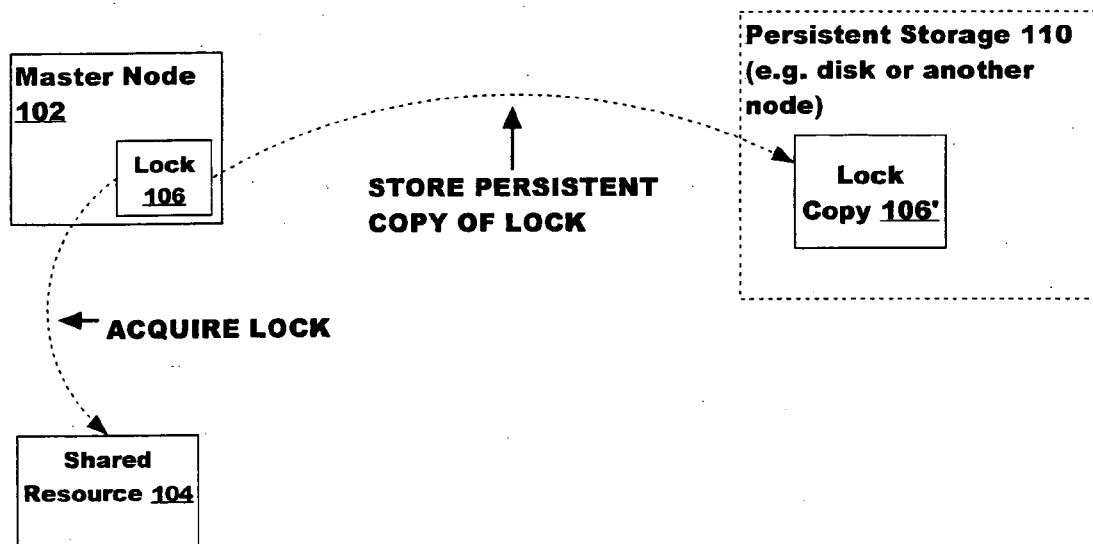 Master Node
102
Lock
106
Persistent Storage 110
(e.g. disk or another
node)
Lock
Copy 106'
STORE PERSISTENT
COPY OF LOCK
ACQUIRE LOCK
Shared
Resource 104